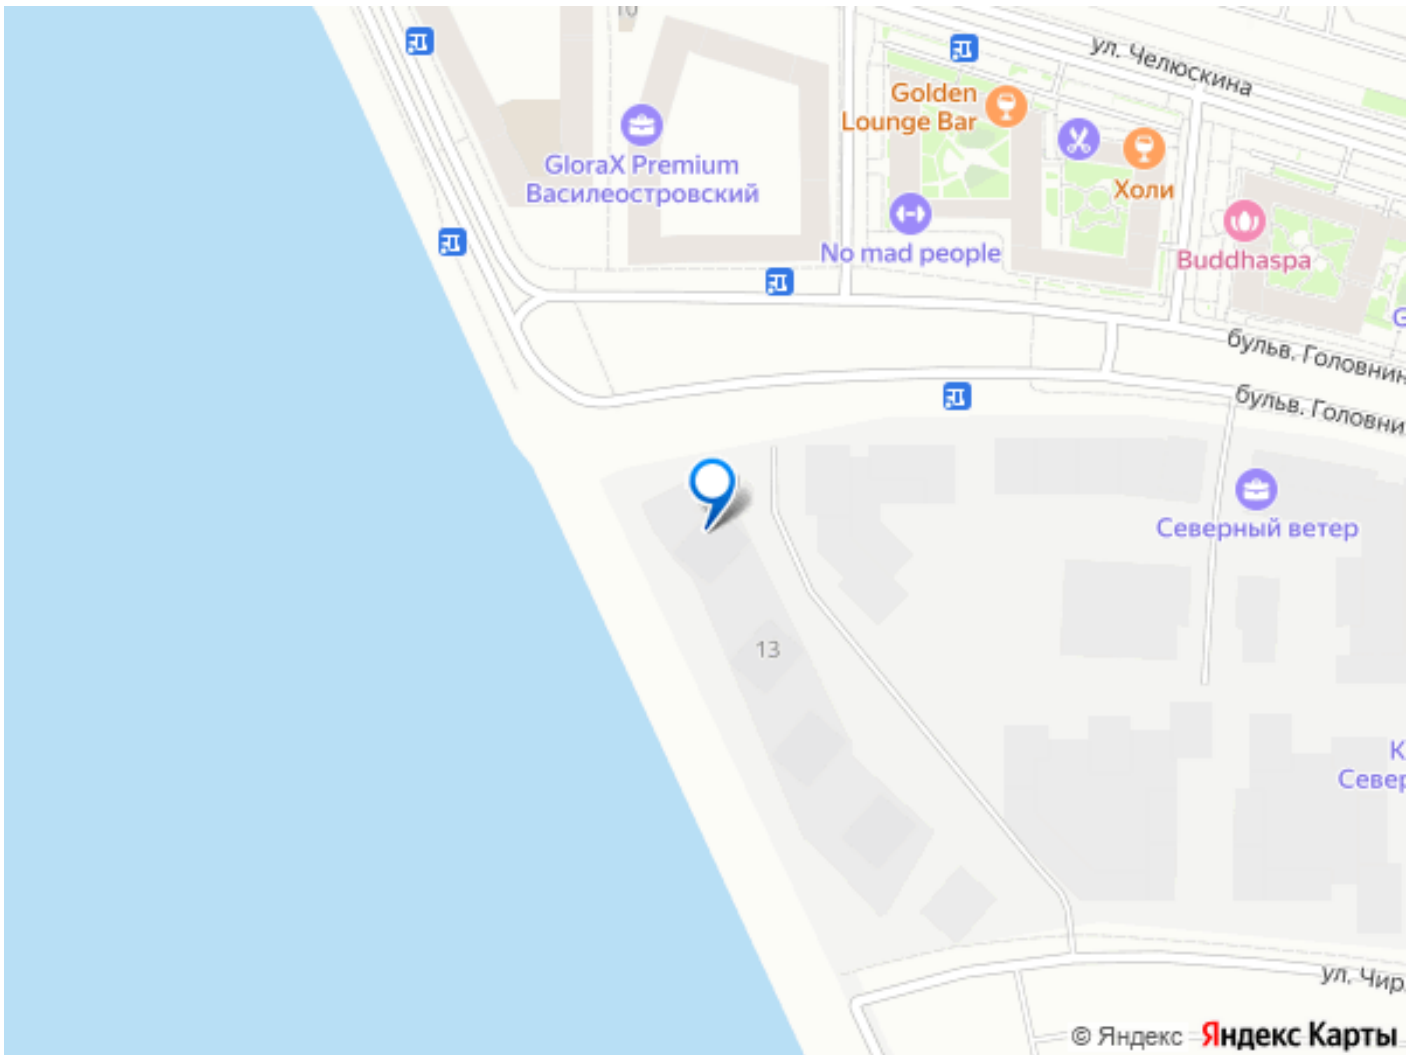 10
ул. Челюскина
Golden
Lounge Bar
GloraX Premium
Василеостровский
Холи
No mad people
Buddhaspa
G
бульв. Головнин
бульв. Головни
Северный ветер
13
К
Север
ул. Чир
© Яндекс Яндекс Карты